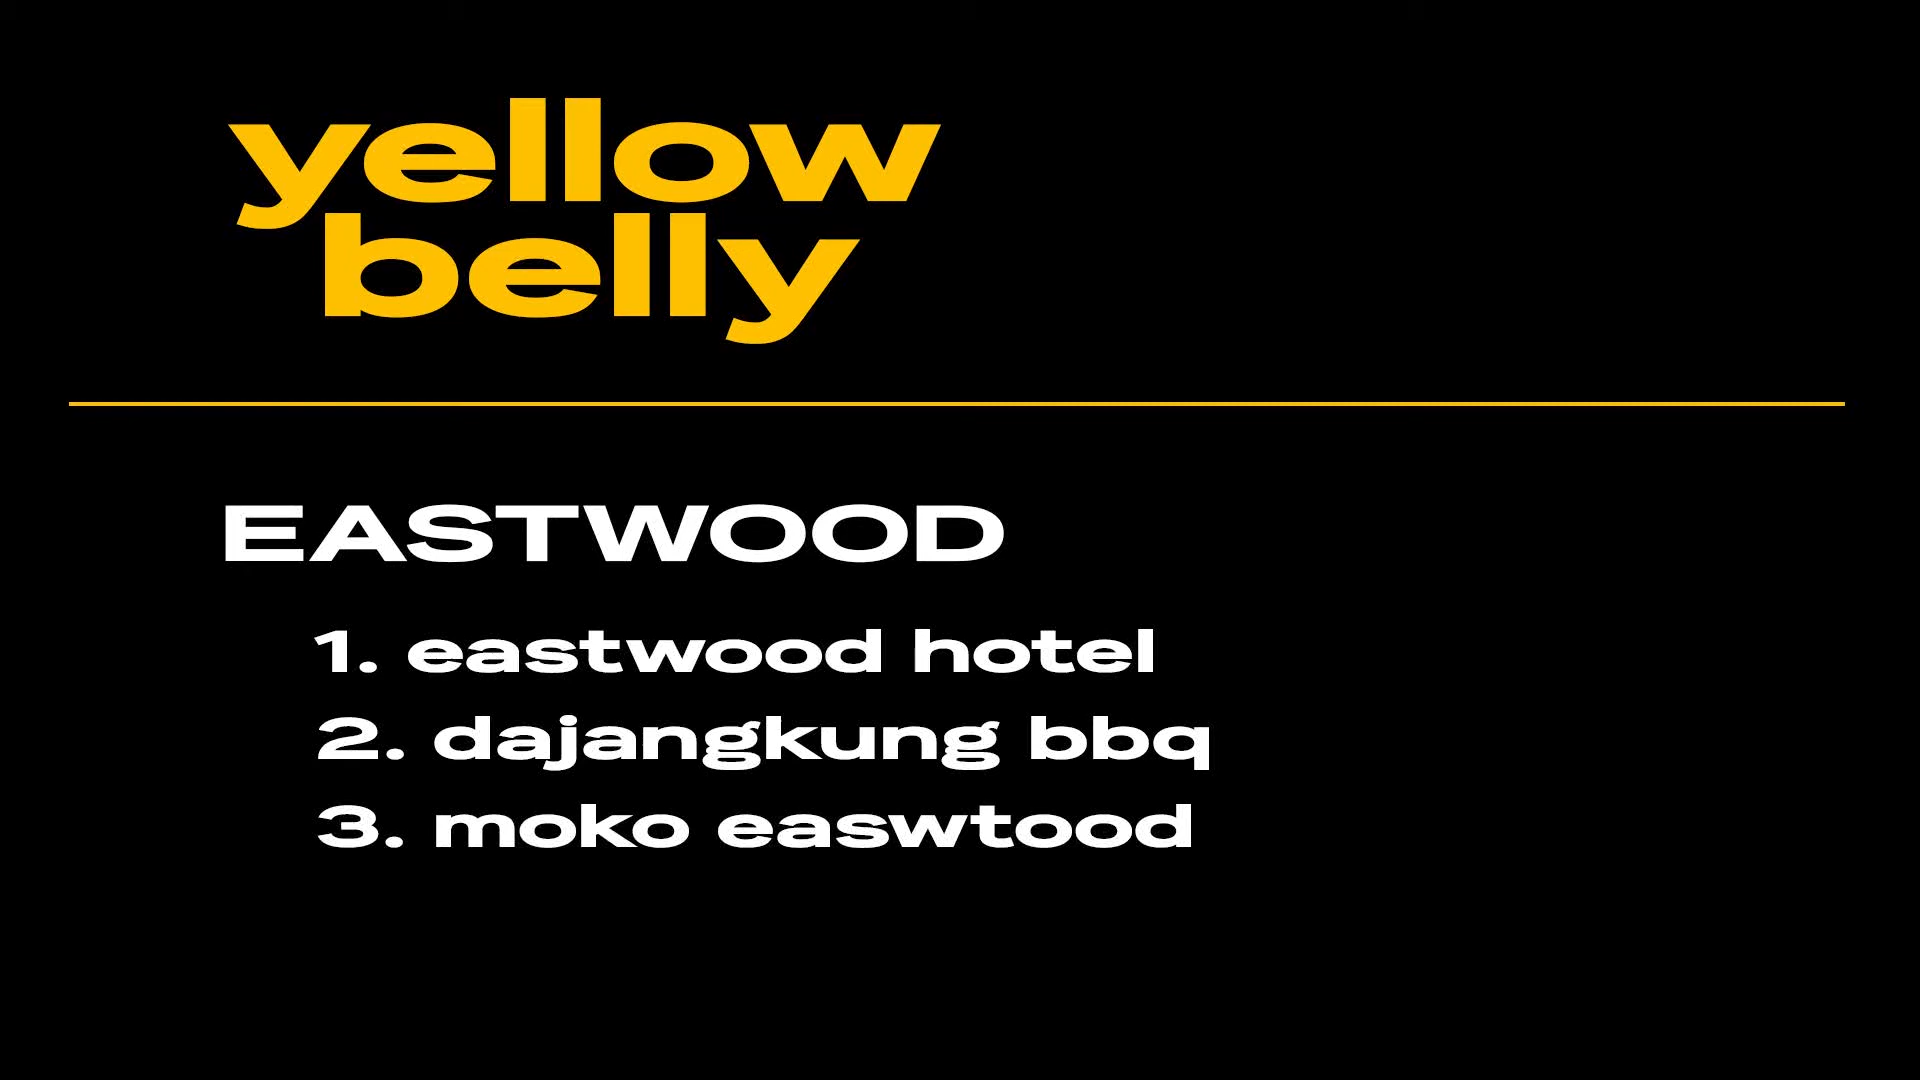 yellow
belly
EASTWOOD
1. eastwood hotel
2. dajangkung bbq
3. moko easwtood